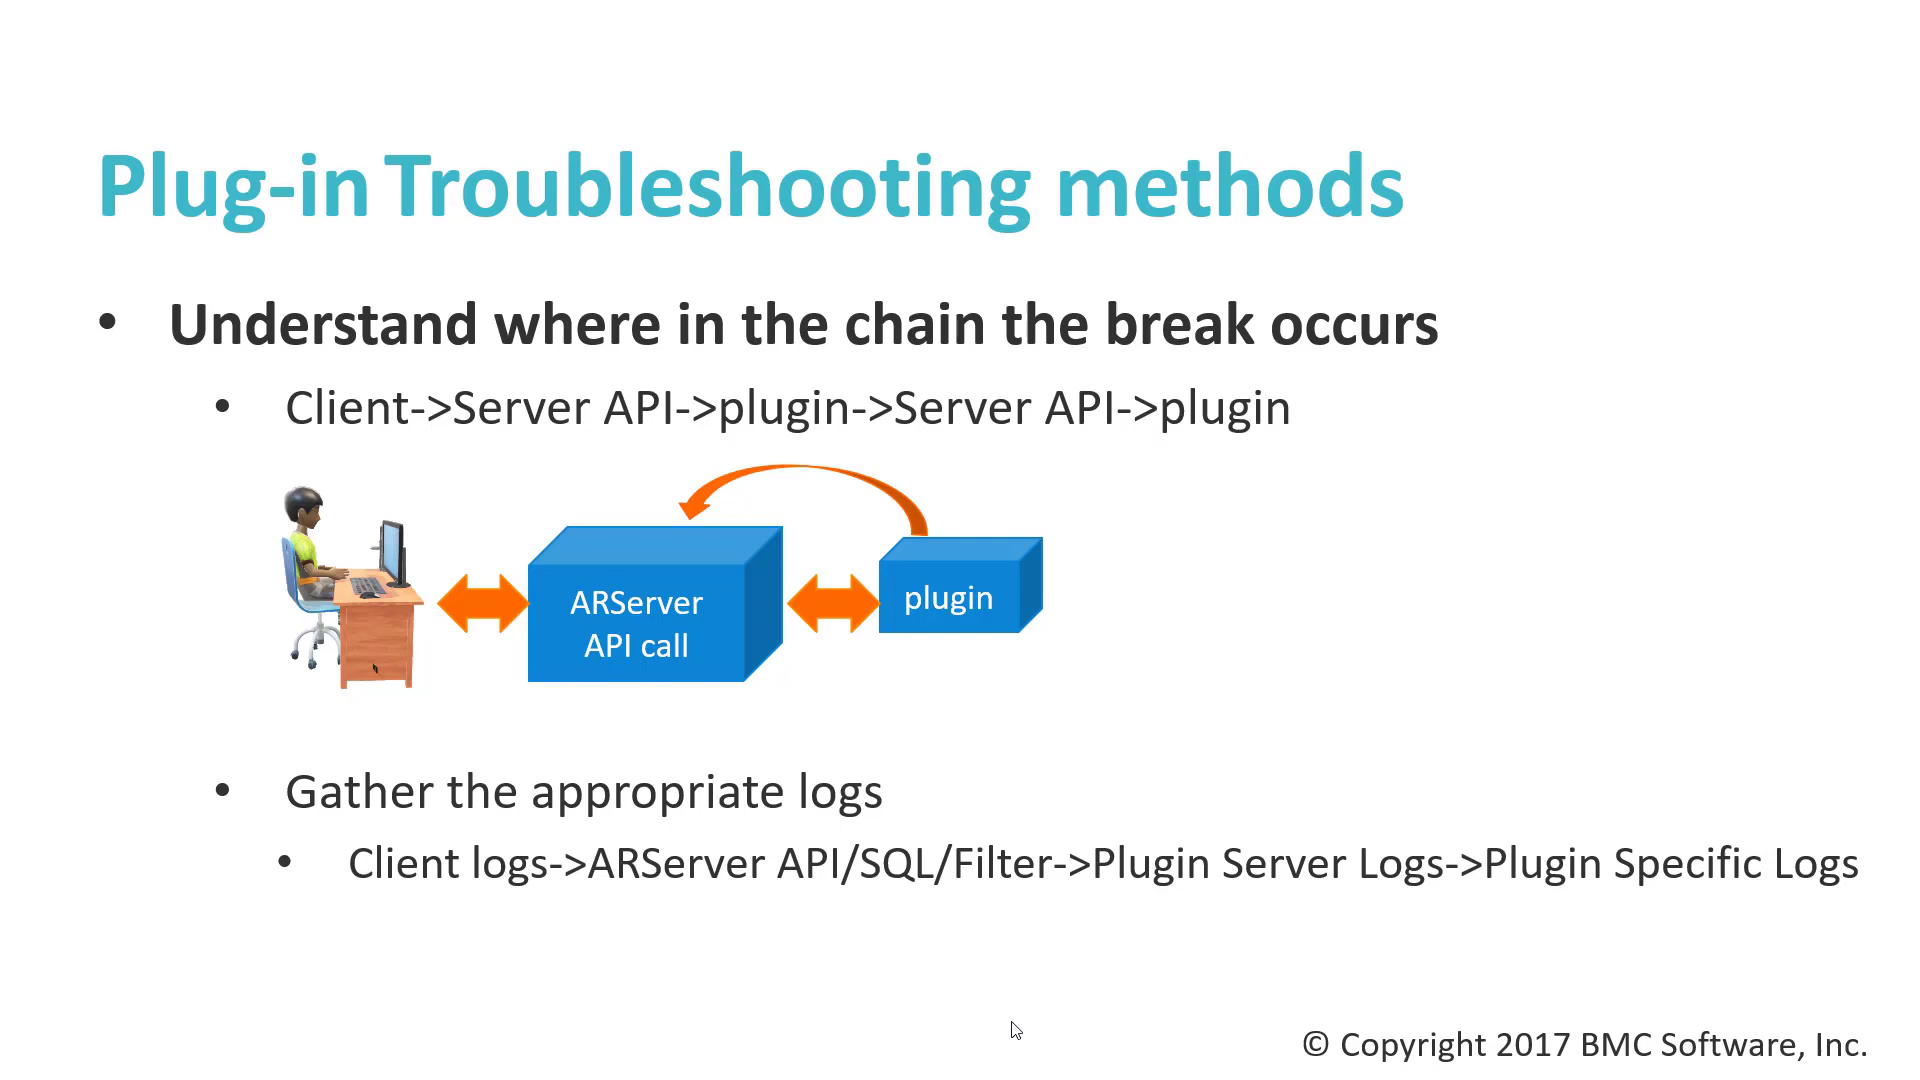 Plug-in Troubleshooting methods
• Understand where in the chain the break occurs
• Client->Server API->plugin->Server API->plugin
ARServer
API call
plugin
• Gather the appropriate logs
• Client logs->ARServer API/SQL/Filter->Plugin Server Logs->Plugin Specific Logs
© Copyright 2017 BMC Software, Inc.